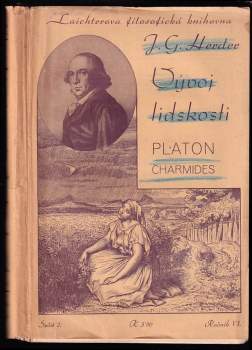 Laichterova filosofická knihovna
J. G. Herder
Vývoj
lidskosti
PLATON
CHARMIDES
Sešit 2.
Ročník VI.